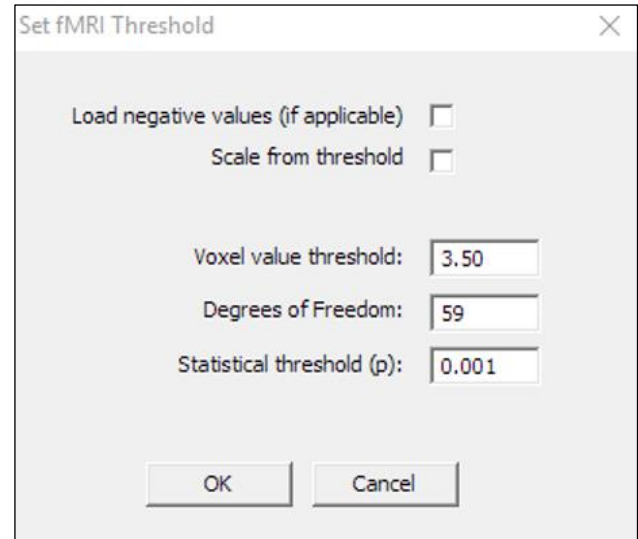 Set fMRI Threshold
Load negative values (if applicable)
Scale from threshold
Voxel value threshold: 3.50
Degrees of Freedom: 59
Statistical threshold (p): 0.001
OK Cancel